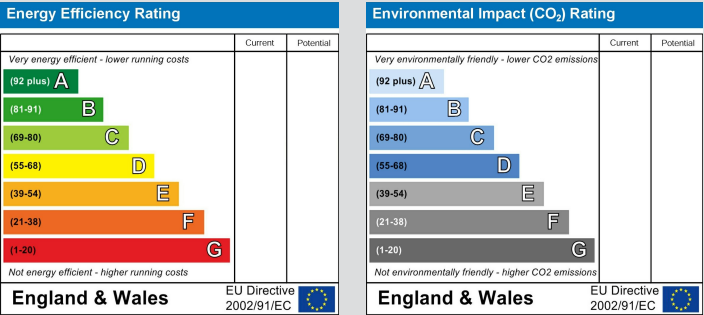 Energy Efficiency Rating
Current Potential
Very energy efficient - lower running costs
(92 plus) A
(81-91) B
(69-80) C
(55-68) D
(39-54) E
(21-38) F
(1-20) G
Not energy efficient - higher running costs
England & Wales
EU Directive
2002/91/EC
Environmental Impact (CO₂) Rating
Current Potential
Very environmentally friendly - lower CO2 emissions
(92 plus) A
(81-91) B
(69-80) C
(55-68) D
(39-54) E
(21-38) F
(1-20) G
Not environmentally friendly - higher CO2 emissions
England & Wales
EU Directive
2002/91/EC